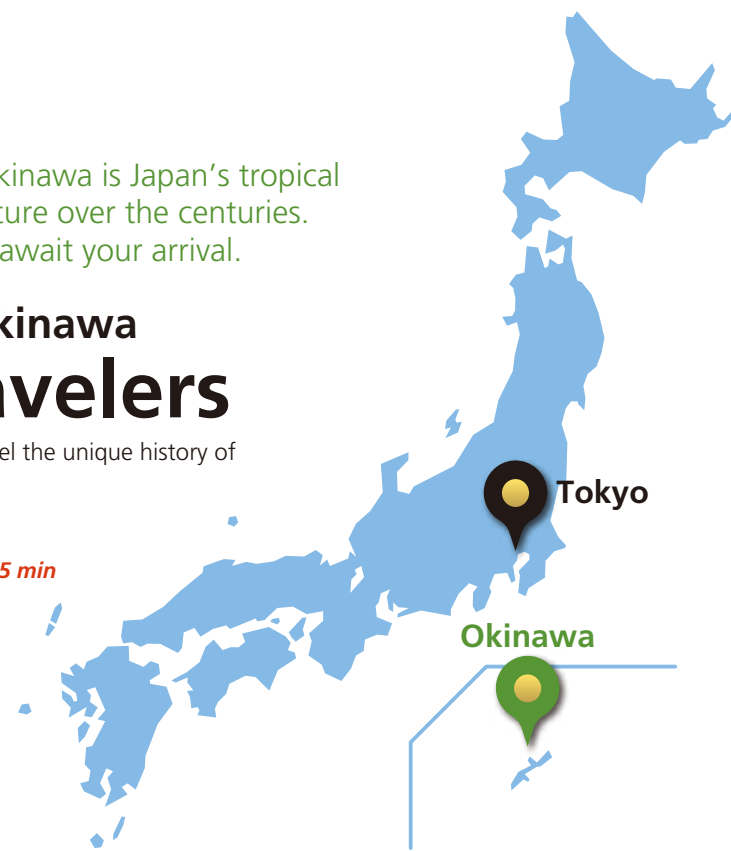 kinawa is Japan's tropical
ture over the centuries.
await your arrival.
kinawa
avelers
el the unique history of
Tokyo
5 min
Okinawa